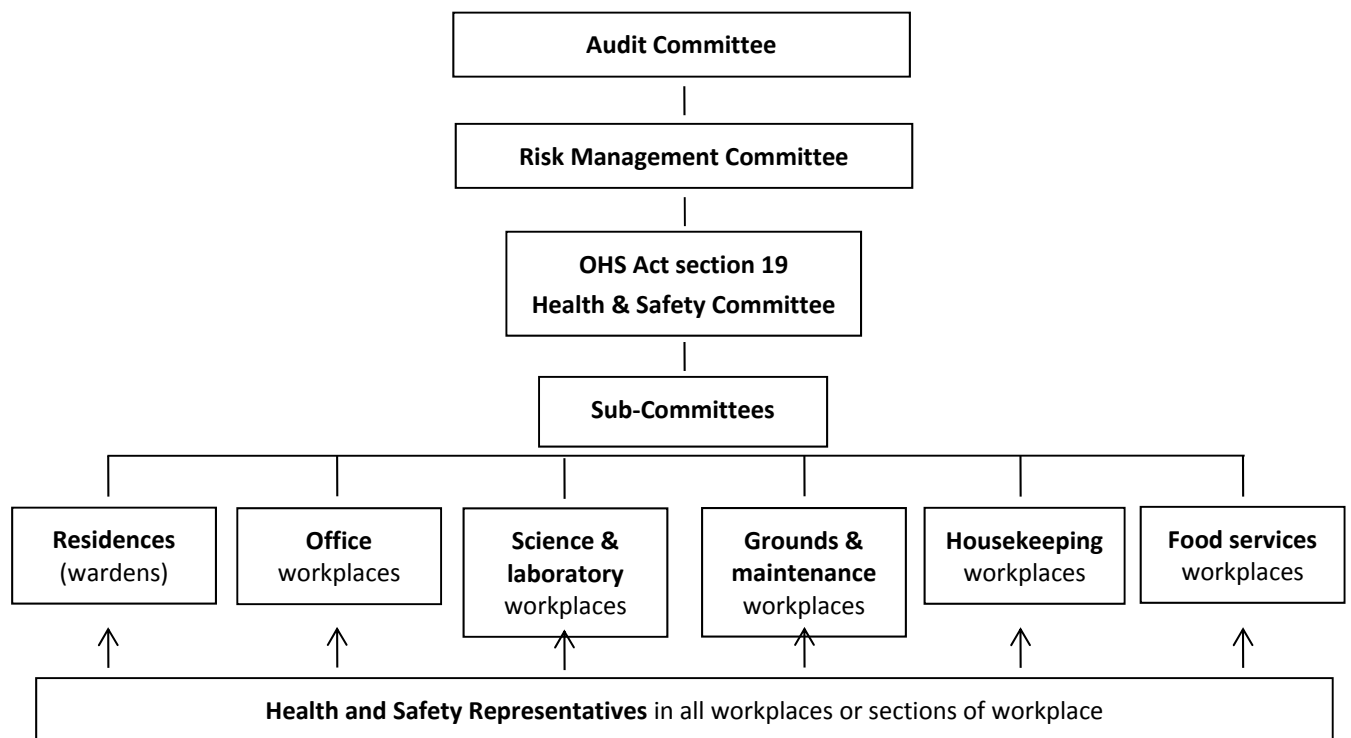 Audit Committee
Risk Management Committee
OHS Act section 19
Health & Safety Committee
Sub-Committees
Residences
(wardens)
Office
workplaces
Science &
laboratory
workplaces
Grounds &
maintenance
workplaces
Housekeeping
workplaces
Food services
workplaces
Health and Safety Representatives in all workplaces or sections of workplace